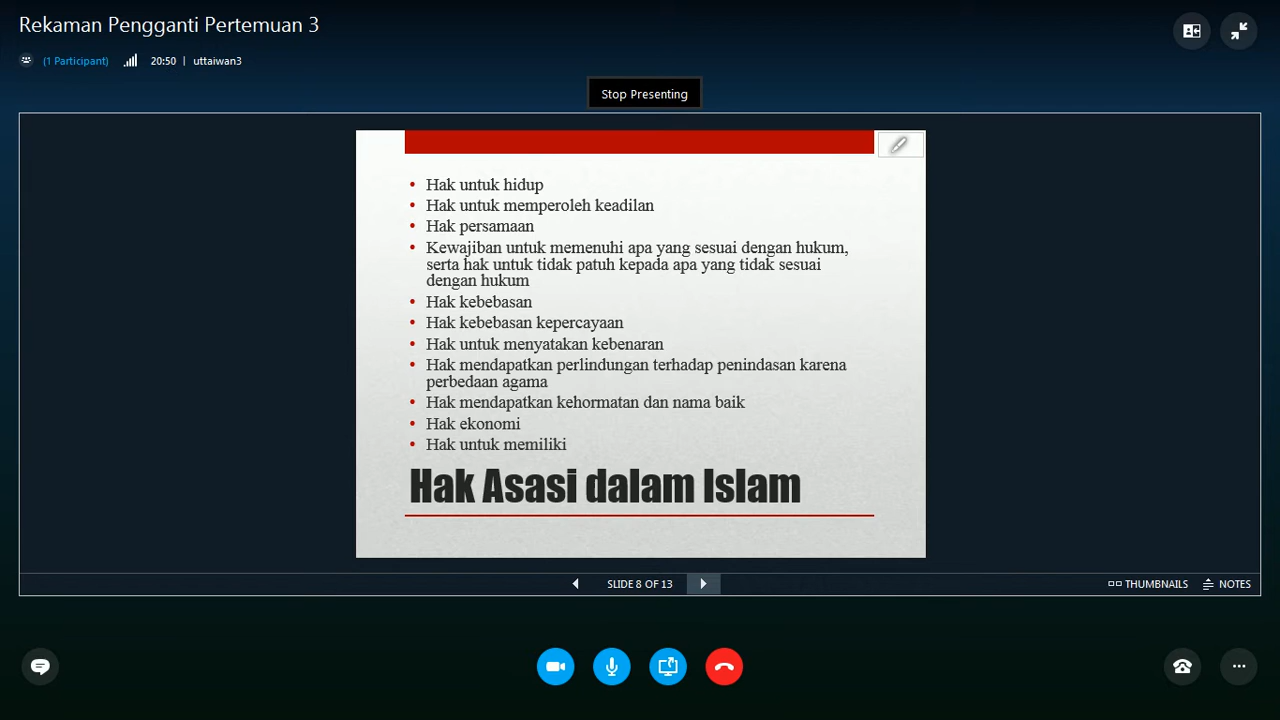 Rekaman Pengganti Pertemuan 3
(1 Participant) 20:50 | uttaiwan3
Stop Presenting
• Hak untuk hidup
• Hak untuk memperoleh keadilan
• Hak persamaan
• Kewajiban untuk memenuhi apa yang sesuai dengan hukum,
serta hak untuk tidak patuh kepada apa yang tidak sesuai
dengan hukum
• Hak kebebasan
• Hak kebebasan kepercayaan
• Hak untuk menyatakan kebenaran
• Hak mendapatkan perlindungan terhadap penindasan karena
perbedaan agama
• Hak mendapatkan kehormatan dan nama baik
• Hak ekonomi
• Hak untuk memiliki
Hak Asasi dalam Islam
SLIDE 8 OF 13
THUMBNAILS
NOTES